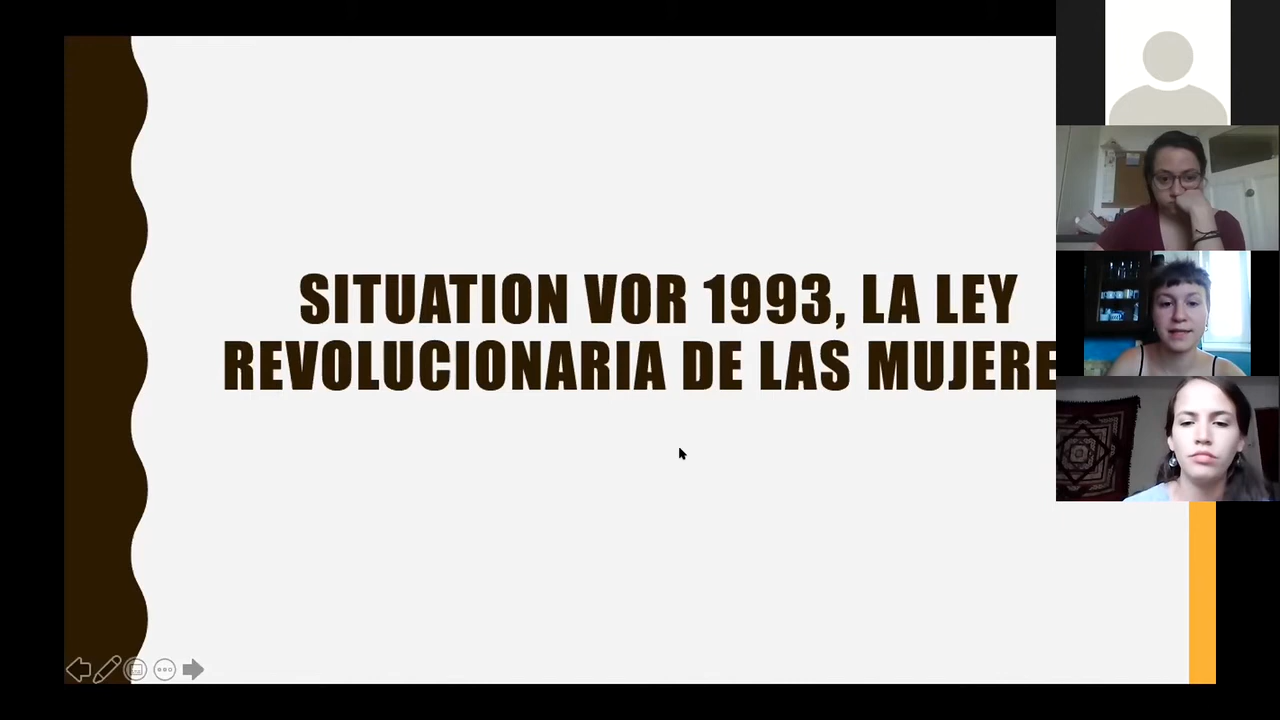 SITUATION VOR 1993, LA LEY
REVOLUCIONARIA DE LAS MUJERE